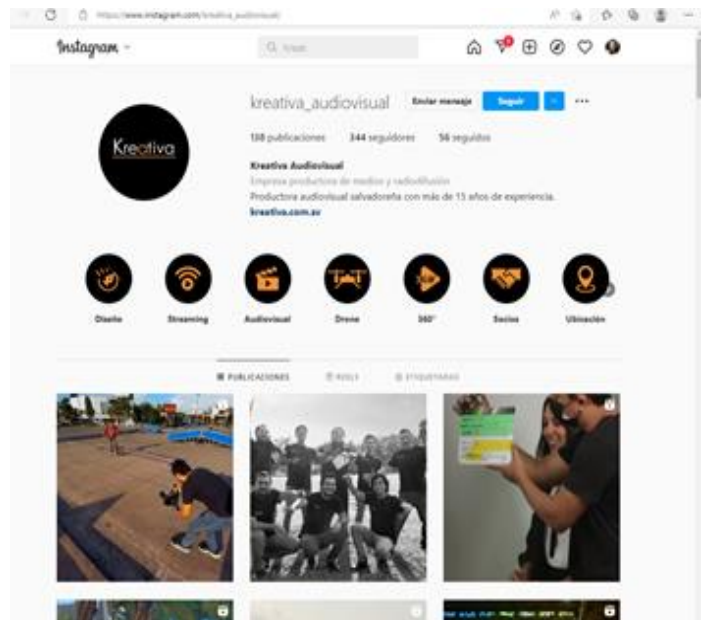 https://www.instagram.com/kreativa_audiovisual/
Instagram
kreativa_audiovisual Enviar mensaje Seguir
138 publicaciones 344 seguidores 56 seguidos
Kreativa
Kreativa Audiovisual
Empresa productora de medios y radiodifusión
Productora audiovisual salvadoreña con más de 15 años de experiencia.
kreativa.com.sv
Diseño Streaming Audiovisual Drone 360° Socios Ubicación
PUBLICACIONES REELS ETIQUETADAS